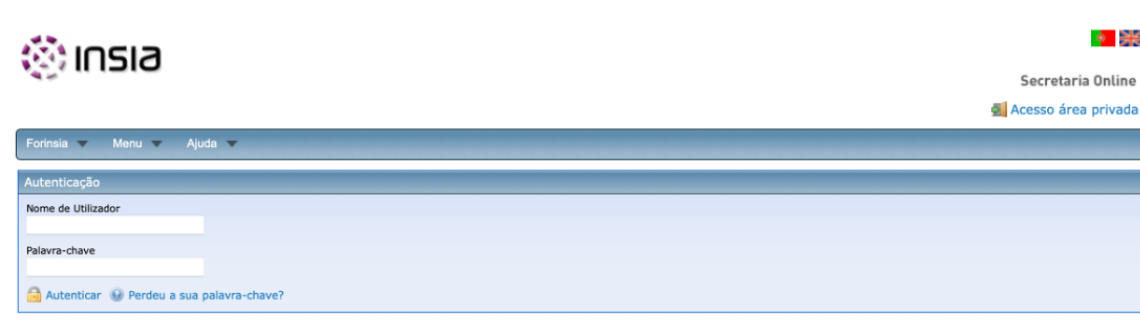 insia
Secretaria Online
Acesso área privada
Forinsia Menu Ajuda
Autenticação
Nome de Utilizador
Palavra-chave
Autenticar Perdeu a sua palavra-chave?